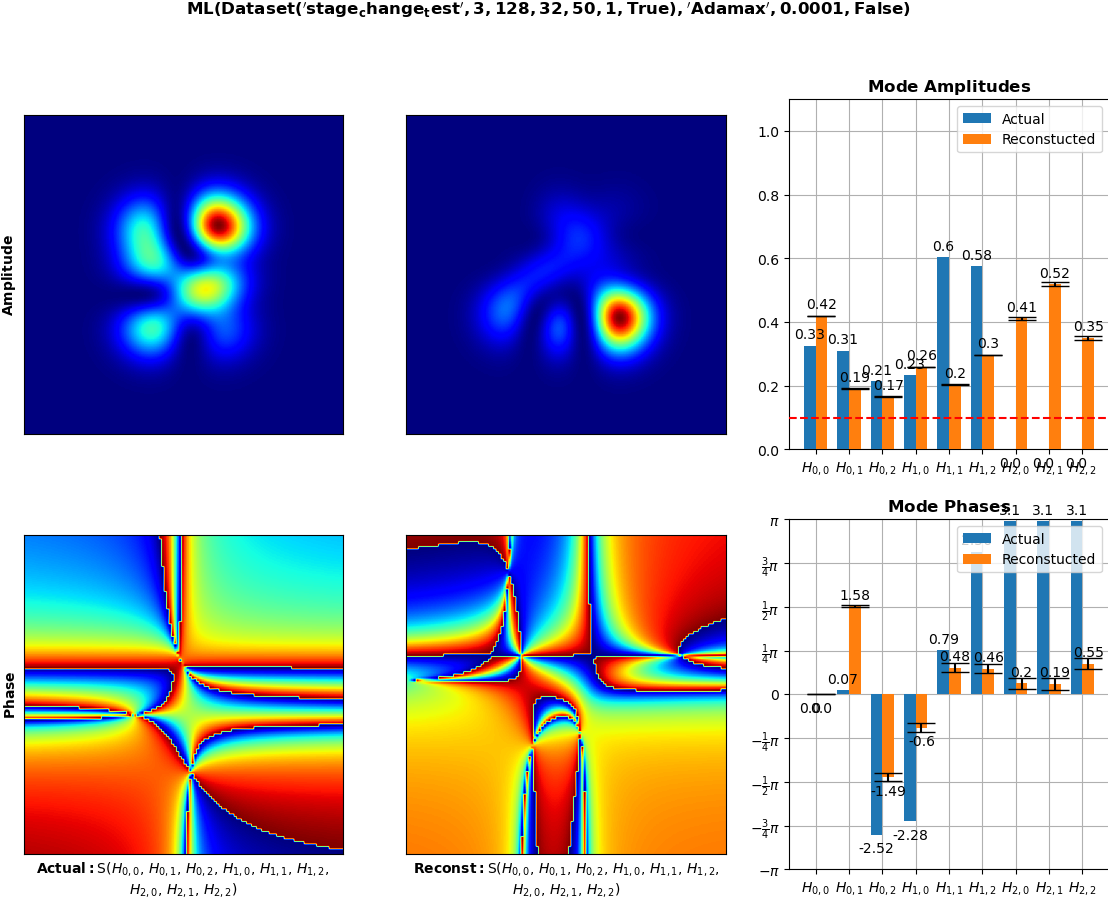 ML(Dataset('stage_change_test', 3, 128, 32, 50, 1, True), 'Adamax', 0.0001, False)
Amplitude
Mode Amplitudes
Actual
Reconstucted
1.0
0.8
0.6
0.4
0.2
0.0
0.33
0.42
0.31
0.19
0.21
0.17
0.23
0.26
0.6
0.2
0.58
0.3
0.0
0.41
0.0
0.52
0.0
0.35
H0,0 H0,1 H0,2 H1,0 H1,1 H1,2 H2,0 H2,1 H2,2
Phase
Mode Phases
Actual
Reconstucted
π
3/4π
1/2π
1/4π
0
−1/4π
−1/2π
−3/4π
−π
0.0
0.0
0.07
1.58
-2.52
-1.49
-2.28
-0.6
0.79
0.48
0.46
3.1
0.2
3.1
0.19
3.1
0.55
H0,0 H0,1 H0,2 H1,0 H1,1 H1,2 H2,0 H2,1 H2,2
Actual: S(H0,0, H0,1, H0,2, H1,0, H1,1, H1,2,
H2,0, H2,1, H2,2)
Reconst: S(H0,0, H0,1, H0,2, H1,0, H1,1, H1,2,
H2,0, H2,1, H2,2)